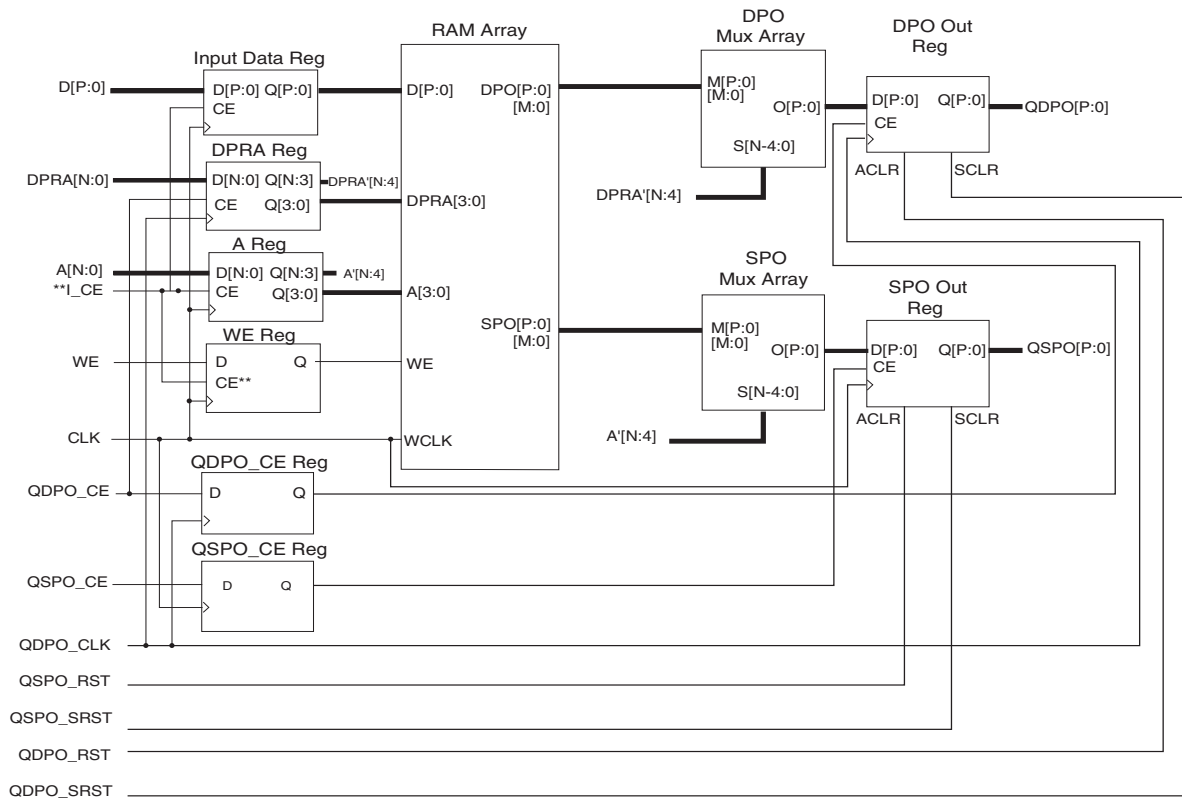 RAM Array
DPO
Mux Array
DPO Out
Reg
Input Data Reg
D[P:0]
D[P:0] Q[P:0]
CE
D[P:0]
DPO[P:0]
[M:0]
M[P:0]
[M:0]
O[P:0]
S[N-4:0]
D[P:0] Q[P:0]
CE
QDPO[P:0]
ACLR SCLR
DPRA Reg
DPRA[N:0]
D[N:0] Q[N:3]
CE Q[3:0]
DPRA'[N:4]
DPRA[3:0]
DPRA'[N:4]
A Reg
A[N:0]
**I_CE
D[N:0] Q[N:3]
CE Q[3:0]
A'[N:4]
A[3:0]
SPO
Mux Array
SPO Out
Reg
SPO[P:0]
[M:0]
M[P:0]
[M:0]
O[P:0]
S[N-4:0]
D[P:0] Q[P:0]
CE
QSPO[P:0]
ACLR SCLR
WE Reg
WE
D Q
CE**
WE
A'[N:4]
CLK
WCLK
QDPO_CE Reg
QDPO_CE
D Q
QSPO_CE Reg
QSPO_CE
D Q
QDPO_CLK
QSPO_RST
QSPO_SRST
QDPO_RST
QDPO_SRST